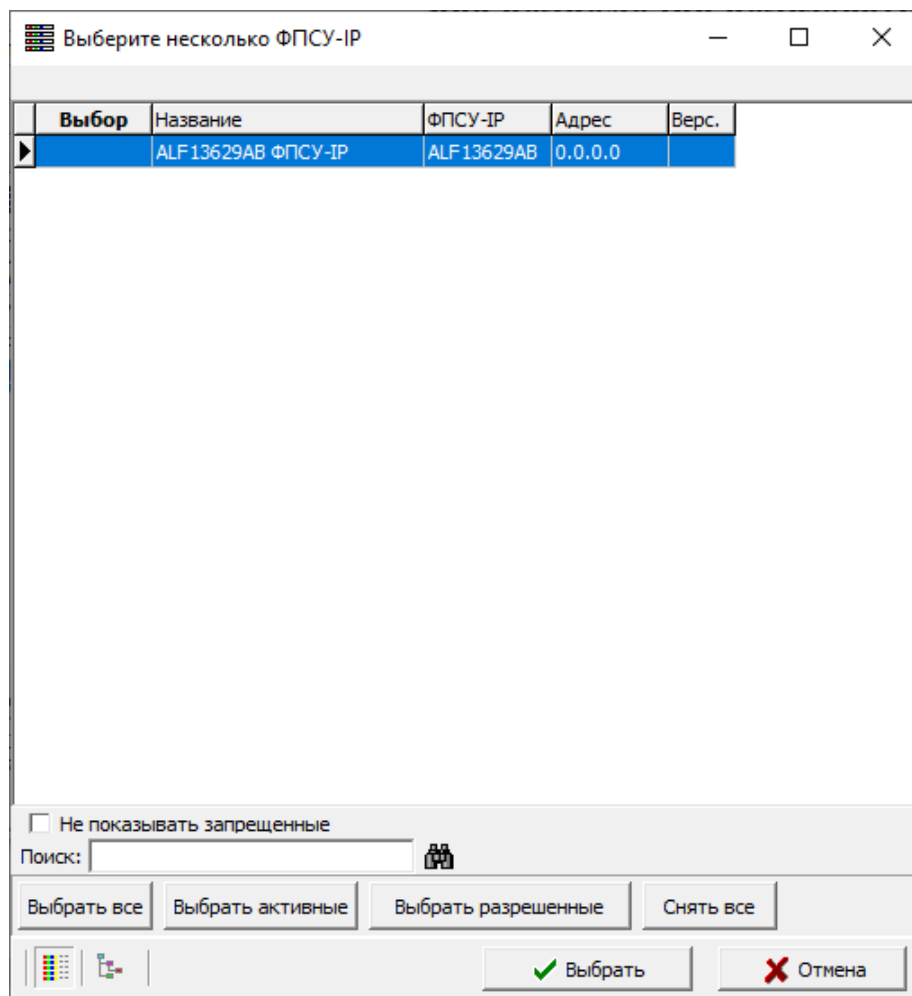 Выберите несколько ФПСУ-IP
Выбор Название ФПСУ-IP Адрес Верс.
ALF13629AB ФПСУ-IP ALF13629AB 0.0.0.0
Не показывать запрещенные
Поиск:
Выбрать все Выбрать активные Выбрать разрешенные Снять все
Выбрать Отмена